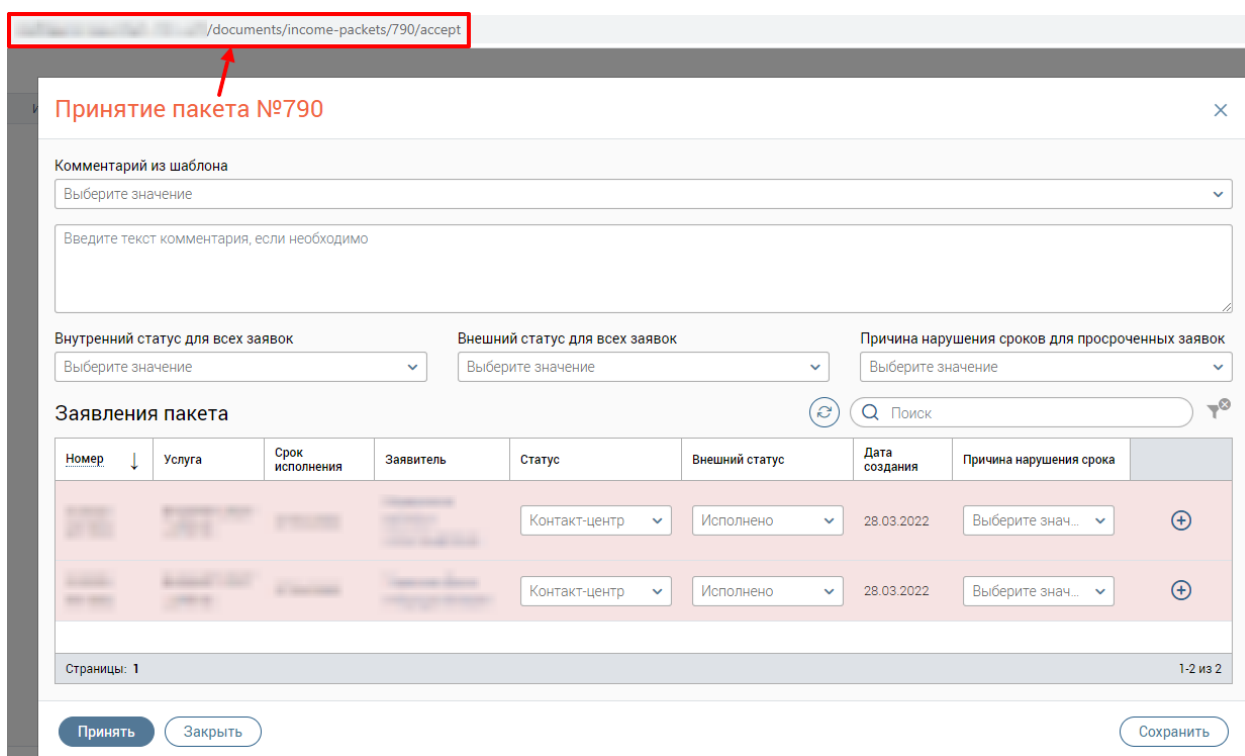 /documents/income-packets/790/accept
Принятие пакета №790
Комментарий из шаблона
Выберите значение
Введите текст комментария, если необходимо
Внутренний статус для всех заявок Внешний статус для всех заявок Причина нарушения сроков для просроченных заявок
Выберите значение Выберите значение Выберите значение
Заявления пакета Поиск
Номер Услуга Срок исполнения Заявитель Статус Внешний статус Дата создания Причина нарушения срока
Контакт-центр Исполнено 28.03.2022 Выберите знач...
Контакт-центр Исполнено 28.03.2022 Выберите знач...
Страницы: 1 1-2 из 2
Принять Закрыть Сохранить